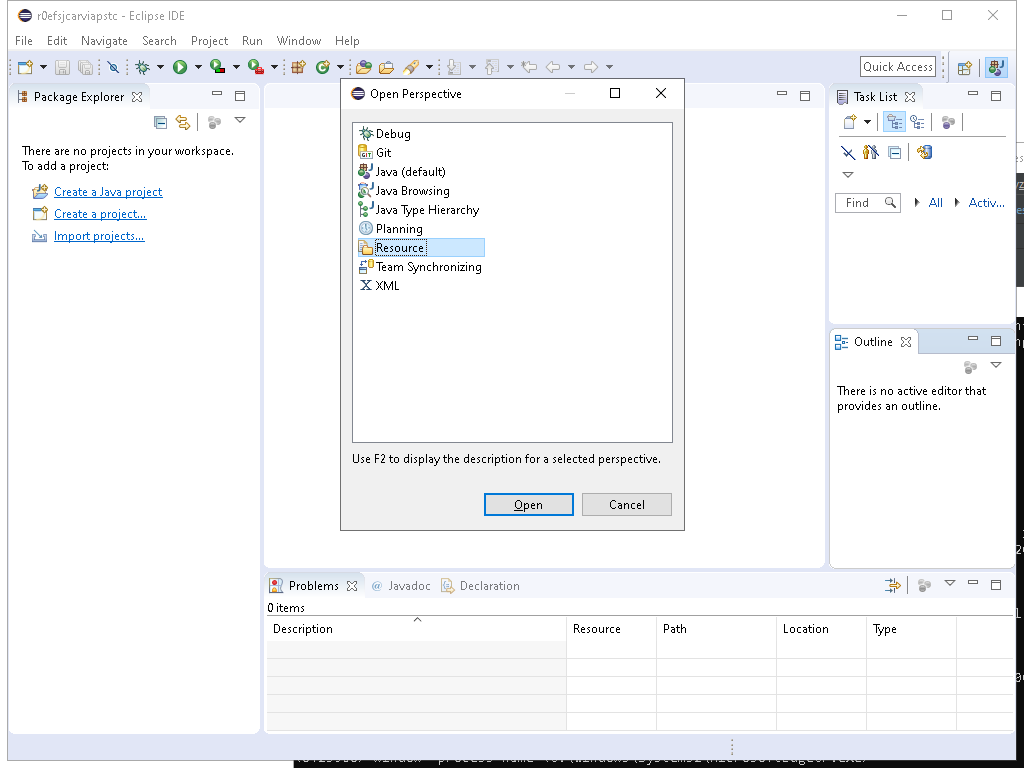 r0efsjcarviapstc - Eclipse IDE
File Edit Navigate Search Project Run Window Help
Quick Access
Package Explorer
There are no projects in your workspace.
To add a project:
Create a Java project
Create a project...
Import projects...
Open Perspective
Debug
Git
Java (default)
Java Browsing
Java Type Hierarchy
Planning
Resource
Team Synchronizing
XML
Use F2 to display the description for a selected perspective.
Open Cancel
Task List
Find All Activ...
Outline
There is no active editor that
provides an outline.
Problems @ Javadoc Declaration
0 items
Description Resource Path Location Type